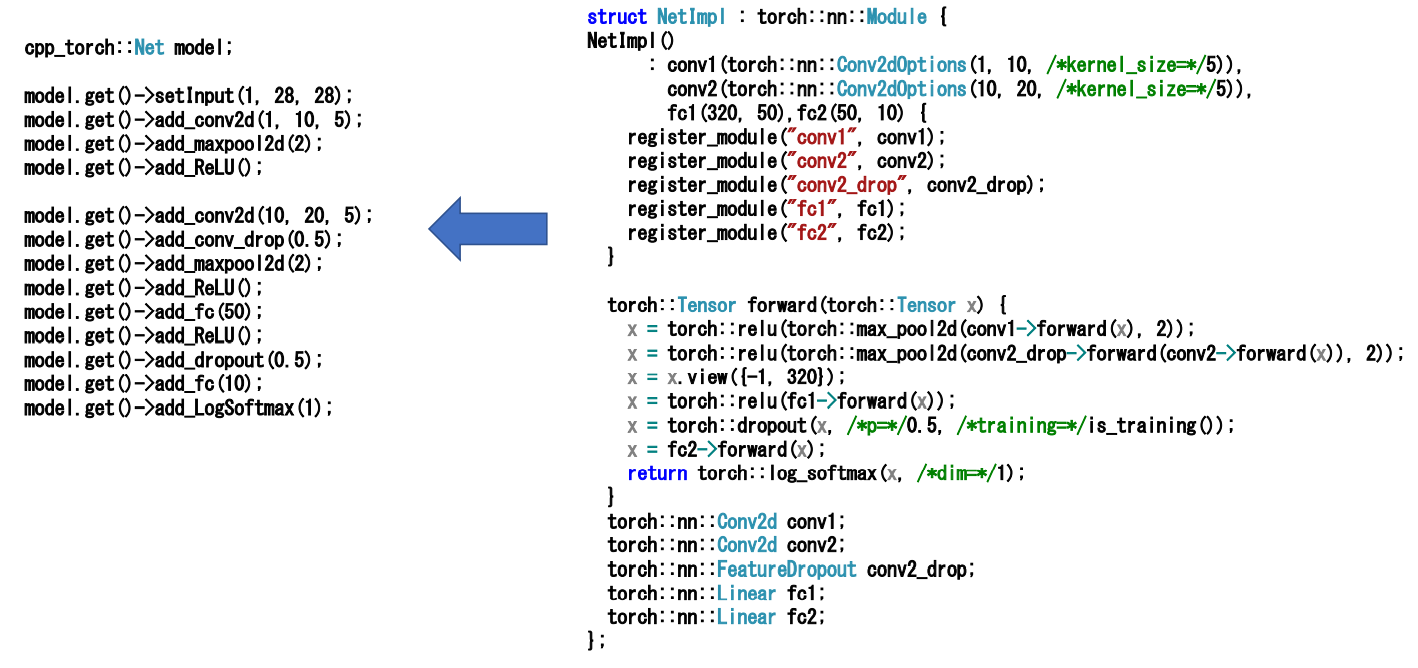 cpp_torch::Net model;

model.get()->setInput(1, 28, 28);
model.get()->add_conv2d(1, 10, 5);
model.get()->add_maxpool2d(2);
model.get()->add_ReLU();

model.get()->add_conv2d(10, 20, 5);
model.get()->add_conv_drop(0.5);
model.get()->add_maxpool2d(2);
model.get()->add_ReLU();
model.get()->add_fc(50);
model.get()->add_ReLU();
model.get()->add_dropout(0.5);
model.get()->add_fc(10);
model.get()->add_LogSoftmax(1);

struct NetImpl : torch::nn::Module {
NetImpl()
      : conv1(torch::nn::Conv2dOptions(1, 10, /*kernel_size=*/5)),
        conv2(torch::nn::Conv2dOptions(10, 20, /*kernel_size=*/5)),
        fc1(320, 50),fc2(50, 10) {
    register_module("conv1", conv1);
    register_module("conv2", conv2);
    register_module("conv2_drop", conv2_drop);
    register_module("fc1", fc1);
    register_module("fc2", fc2);
  }

  torch::Tensor forward(torch::Tensor x) {
    x = torch::relu(torch::max_pool2d(conv1->forward(x), 2));
    x = torch::relu(torch::max_pool2d(conv2_drop->forward(conv2->forward(x)), 2));
    x = x.view({-1, 320});
    x = torch::relu(fc1->forward(x));
    x = torch::dropout(x, /*p=*/0.5, /*training=*/is_training());
    x = fc2->forward(x);
    return torch::log_softmax(x, /*dim=*/1);
  }
  torch::nn::Conv2d conv1;
  torch::nn::Conv2d conv2;
  torch::nn::FeatureDropout conv2_drop;
  torch::nn::Linear fc1;
  torch::nn::Linear fc2;
};